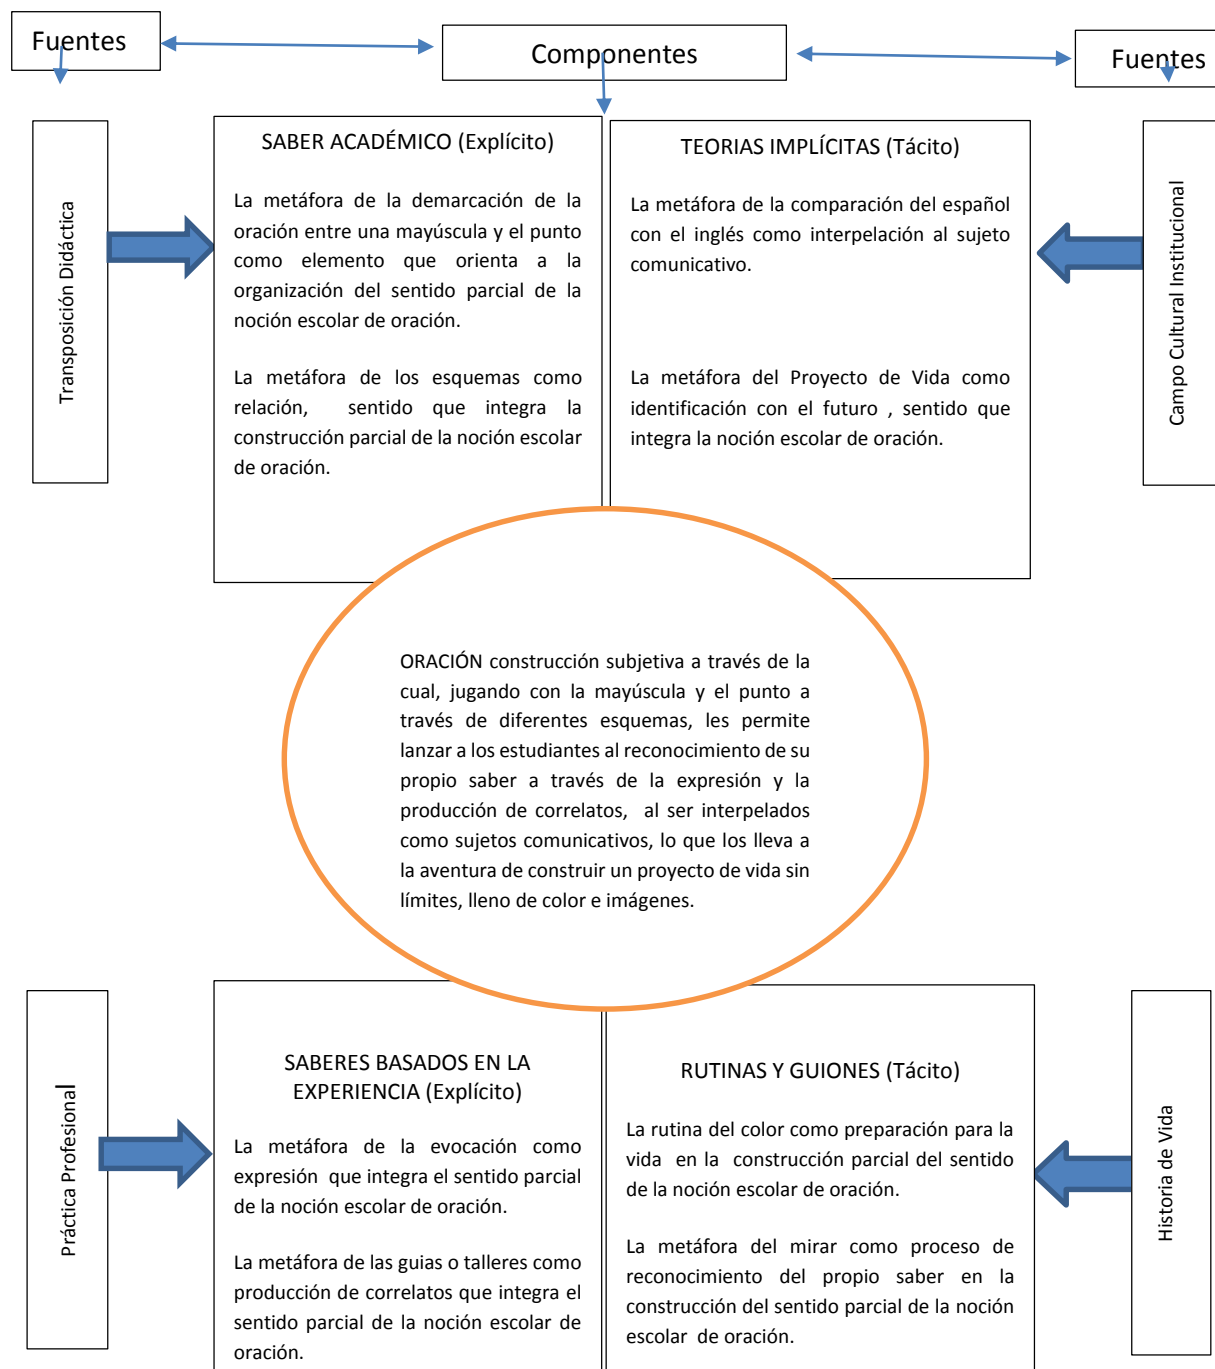 Fuentes
Componentes
Fuentes
Transposición Didáctica
SABER ACADÉMICO (Explícito)
La metáfora de la demarcación de la
oración entre una mayúscula y el punto
como elemento que orienta a la
organización del sentido parcial de la
noción escolar de oración.
La metáfora de los esquemas como
relación, sentido que integra la
construcción parcial de la noción escolar
de oración.
TEORIAS IMPLÍCITAS (Tácito)
La metáfora de la comparación del español
con el inglés como interpelación al sujeto
comunicativo.
La metáfora del Proyecto de Vida como
identificación con el futuro , sentido que
integra la noción escolar de oración.
Campo Cultural Institucional
ORACIÓN construcción subjetiva a través de la
cual, jugando con la mayúscula y el punto a
través de diferentes esquemas, les permite
lanzar a los estudiantes al reconocimiento de su
propio saber a través de la expresión y la
producción de correlatos, al ser interpelados
como sujetos comunicativos, lo que los lleva a
la aventura de construir un proyecto de vida sin
límites, lleno de color e imágenes.
Práctica Profesional
SABERES BASADOS EN LA
EXPERIENCIA (Explícito)
La metáfora de la evocación como
expresión que integra el sentido parcial
de la noción escolar de oración.
La metáfora de las guias o talleres como
producción de correlatos que integra el
sentido parcial de la noción escolar de
oración.
RUTINAS Y GUIONES (Tácito)
La rutina del color como preparación para la
vida en la construcción parcial del sentido
de la noción escolar de oración.
La metáfora del mirar como proceso de
reconocimiento del propio saber en la
construcción del sentido parcial de la noción
escolar de oración.
Historia de Vida